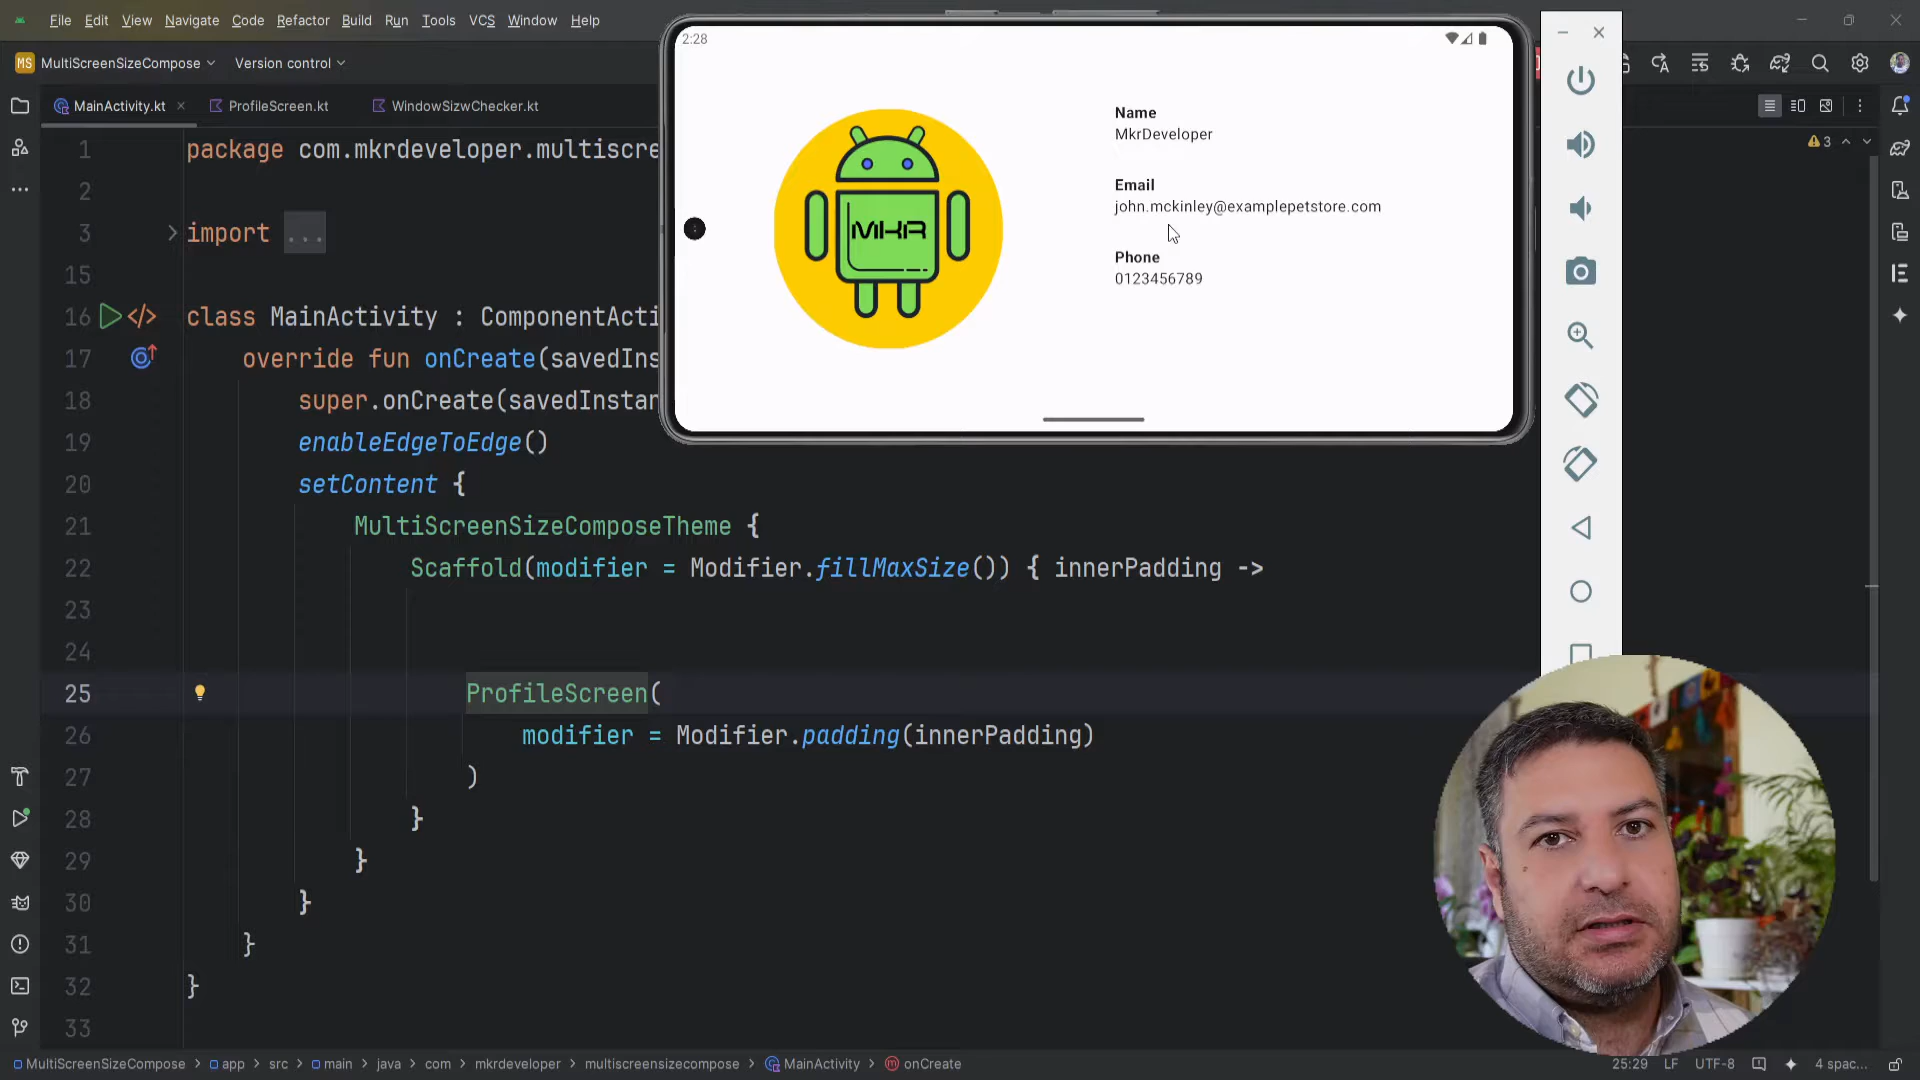 File Edit View Navigate Code Refactor Build Run Tools VCS Window Help
MS MultiScreenSizeCompose Version control
MainActivity.kt ProfileScreen.kt WindowSizwChecker.kt
1 package com.mkrdeveloper.multiscre
2
3 import ...
15
16 class MainActivity : ComponentActi
17 override fun onCreate(savedIns
18 super.onCreate(savedInstan
19 enableEdgeToEdge()
20 setContent {
21 MultiScreenSizeComposeTheme {
22 Scaffold(modifier = Modifier.fillMaxSize()) { innerPadding ->
23
24
25 ProfileScreen(
26 modifier = Modifier.padding(innerPadding)
27 )
28 }
29 }
30 }
31 }
32 }
33
2:28
MKR
Name
MkrDeveloper
Email
john.mckinley@examplepetstore.com
Phone
0123456789
3
MultiScreenSizeCompose > app > src > main > java > com > mkrdeveloper > multiscreensizecompose > MainActivity > onCreate
25:29 LF UTF-8 4 spac...